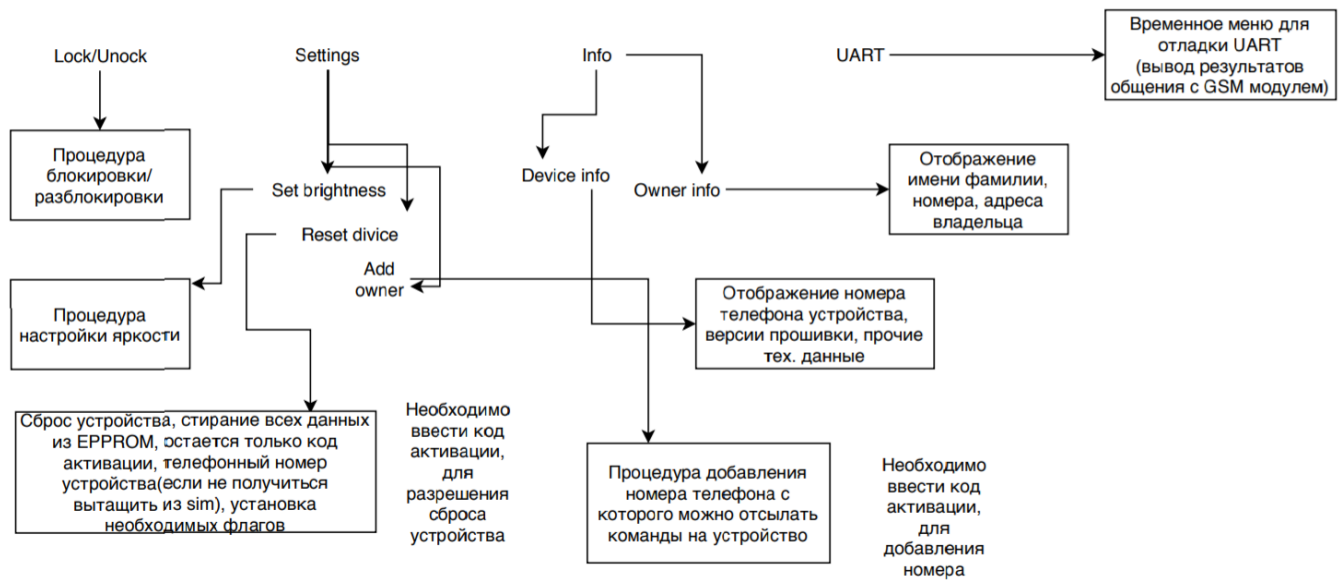 Lock/Unock
Settings
Info
UART
Временное меню для
отладки UART
(вывод результатов
общения с GSM модулем)
Процедура
блокировки/
разблокировки
Set brightness
Device info
Owner info
Отображение
имени фамилии,
номера, адреса
владельца
Reset divice
Add
owner
Процедура
настройки яркости
Отображение номера
телефона устройства,
версии прошивки, прочие
тех. данные
Сброс устройства, стирание всех данных
из EPPROM, остается только код
активации, телефонный номер
устройства(если не получиться
вытащить из sim), установка
необходимых флагов
Необходимо
ввести код
активации,
для
разрешения
сброса
устройства
Процедура добавления
номера телефона с
которого можно отсылать
команды на устройство
Необходимо
ввести код
активации,
для
добавления
номера